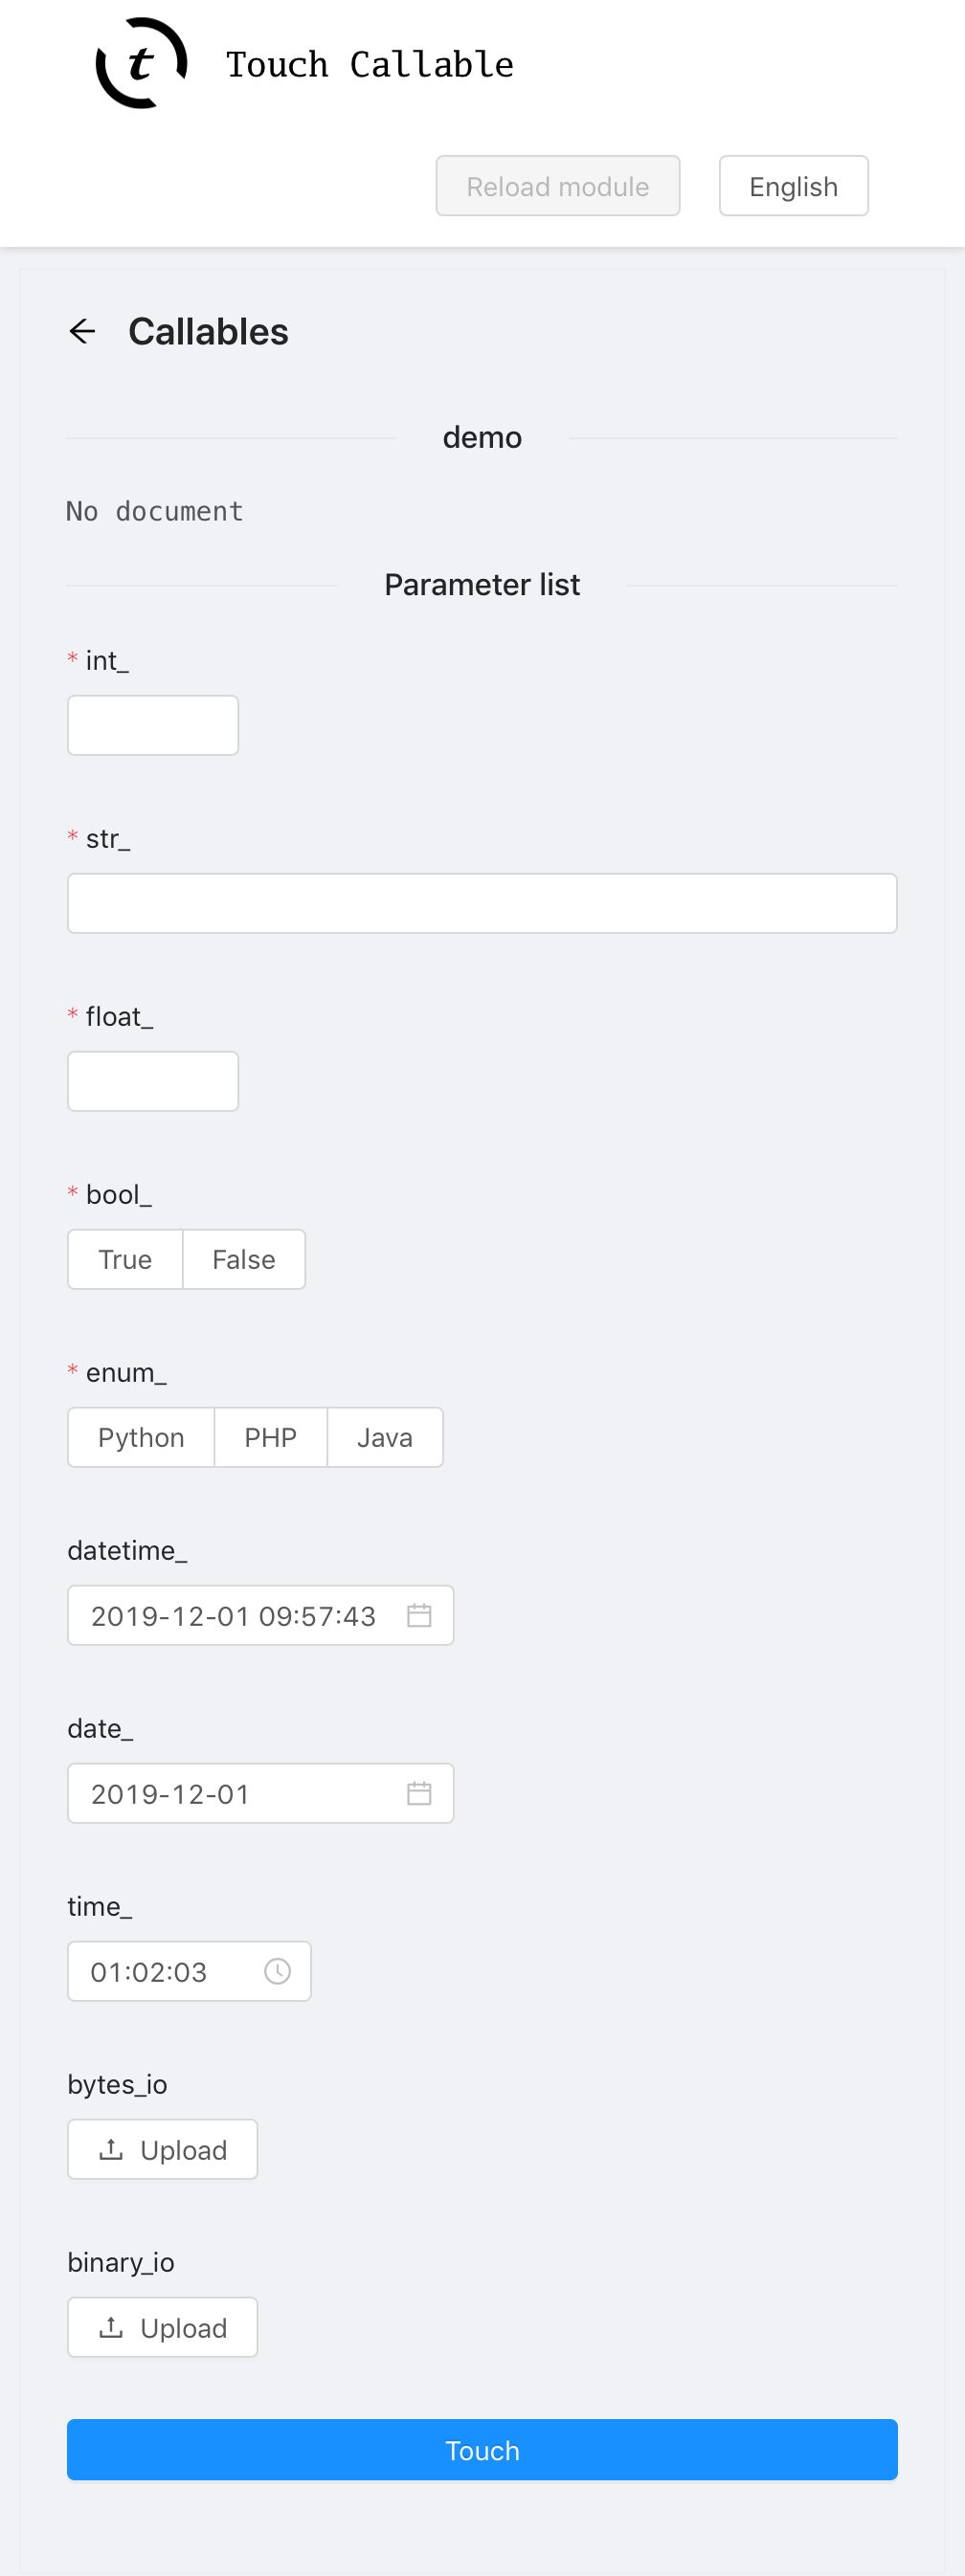 t Touch Callable
Reload module English
Callables
demo
No document
Parameter list
* int_
* str_
* float_
* bool_
True False
* enum_
Python PHP Java
datetime_
2019-12-01 09:57:43
date_
2019-12-01
time_
01:02:03
bytes_io
Upload
binary_io
Upload
Touch